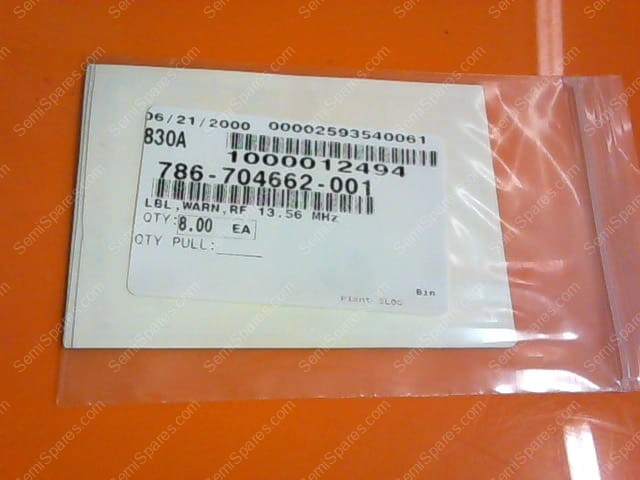 06/21/2000 00002593540061
830A
1000012494
786-704662-001
LBL,WARN,RF 13.56 MHz
QTY: 8.00 EA
QTY PULL:
Bin
Plant
SemiSpares.com